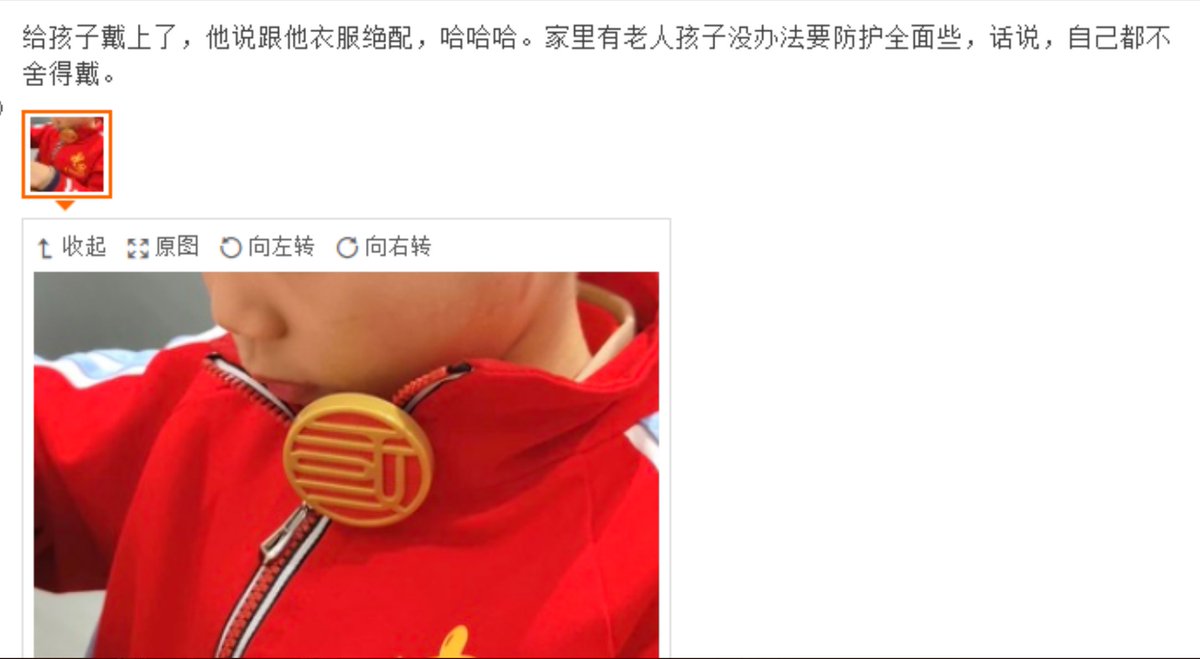 给孩子戴上了，他说跟他衣服绝配，哈哈哈。家里有老人孩子没办法要防护全面些，话说，自己都不
舍得戴。
收起 原图 向左转 向右转